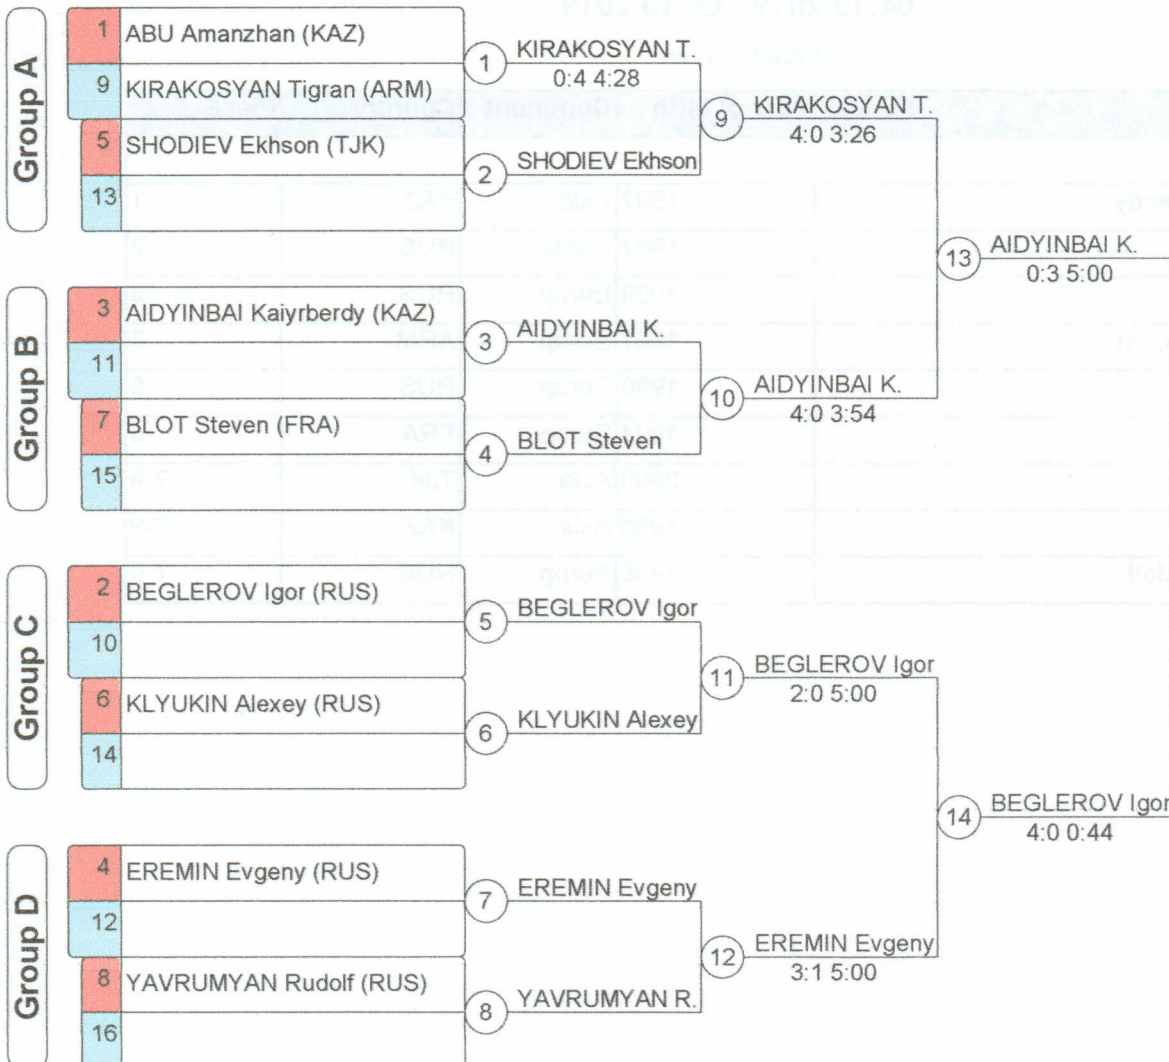 Group A
1 ABU Amanzhan (KAZ)
9 KIRAKOSYAN Tigran (ARM)
5 SHODIEV Ekhson (TJK)
13
1 KIRAKOSYAN T.
0:4 4:28
2 SHODIEV Ekhson
9 KIRAKOSYAN T.
4:0 3:26
Group B
3 AIDYINBAI Kaiyrberdy (KAZ)
11
7 BLOT Steven (FRA)
15
3 AIDYINBAI K.
4 BLOT Steven
10 AIDYINBAI K.
4:0 3:54
13 AIDYINBAI K.
0:3 5:00
Group C
2 BEGLEROV Igor (RUS)
10
6 KLYUKIN Alexey (RUS)
14
5 BEGLEROV Igor
6 KLYUKIN Alexey
11 BEGLEROV Igor
2:0 5:00
Group D
4 EREMIN Evgeny (RUS)
12
8 YAVRUMYAN Rudolf (RUS)
16
7 EREMIN Evgeny
8 YAVRUMYAN R.
12 EREMIN Evgeny
3:1 5:00
14 BEGLEROV Igor
4:0 0:44